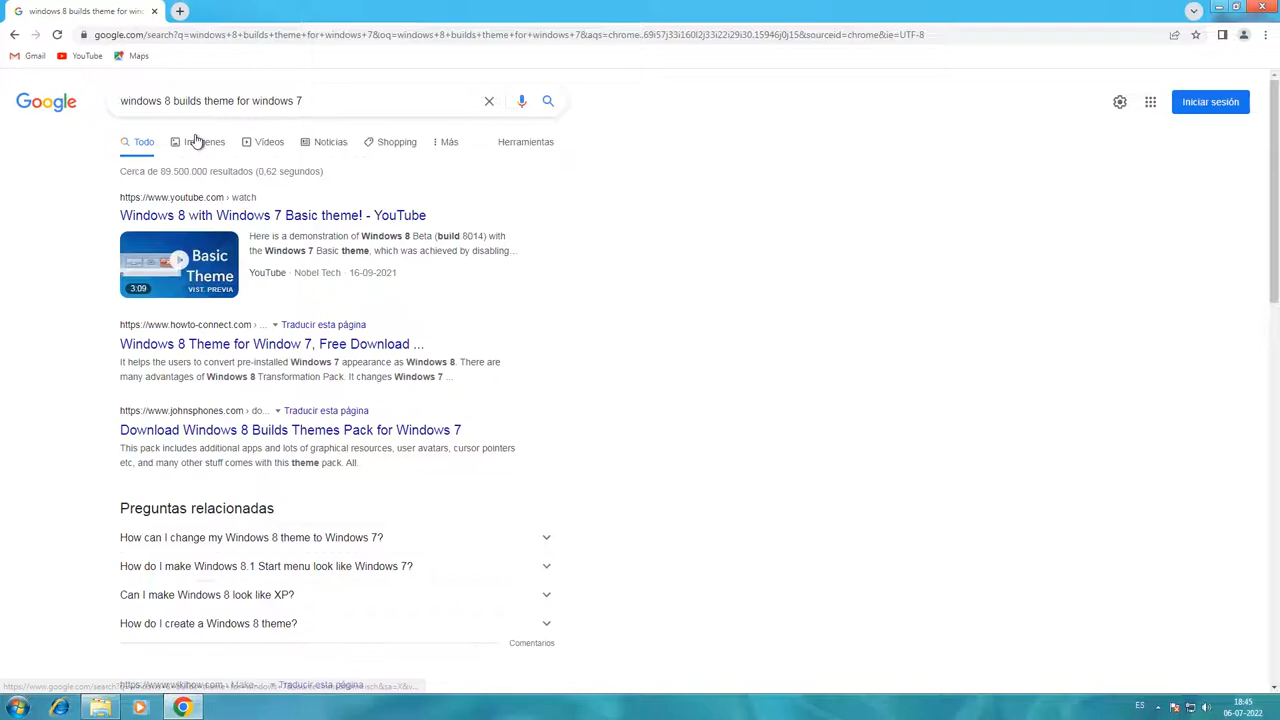 windows 8 builds theme for win
google.com/search?q=windows+8+builds+theme+for+windows+7&oq=windows+8+builds+theme+for+windows+7&aqs=chrome..69i57j33i160l2j33i22i29i30.15946j0j15&sourceid=chrome&ie=UTF-8
Gmail YouTube Maps
Google windows 8 builds theme for windows 7 Iniciar sesión
Todo Imágenes Vídeos Noticias Shopping Más Herramientas
Cerca de 89.500.000 resultados (0,62 segundos)
https://www.youtube.com › watch
Windows 8 with Windows 7 Basic theme! - YouTube
Here is a demonstration of Windows 8 Beta (build 8014) with
the Windows 7 Basic theme, which was achieved by disabling...
YouTube · Nobel Tech · 16-09-2021
Basic
Theme
3:09 VIST. PREVIA
https://www.howto-connect.com › ... Traducir esta página
Windows 8 Theme for Window 7, Free Download ...
It helps the users to convert pre-installed Windows 7 appearance as Windows 8. There are
many advantages of Windows 8 Transformation Pack. It changes Windows 7 ...
https://www.johnsphones.com › do... Traducir esta página
Download Windows 8 Builds Themes Pack for Windows 7
This pack includes additional apps and lots of graphical resources, user avatars, cursor pointers
etc, and many other stuff comes with this theme pack. All.
Preguntas relacionadas
How can I change my Windows 8 theme to Windows 7?
How do I make Windows 8.1 Start menu look like Windows 7?
Can I make Windows 8 look like XP?
How do I create a Windows 8 theme?
Comentarios
https://www.wikihow.com › Make- Traducir esta página
ES 18:45
06-07-2022